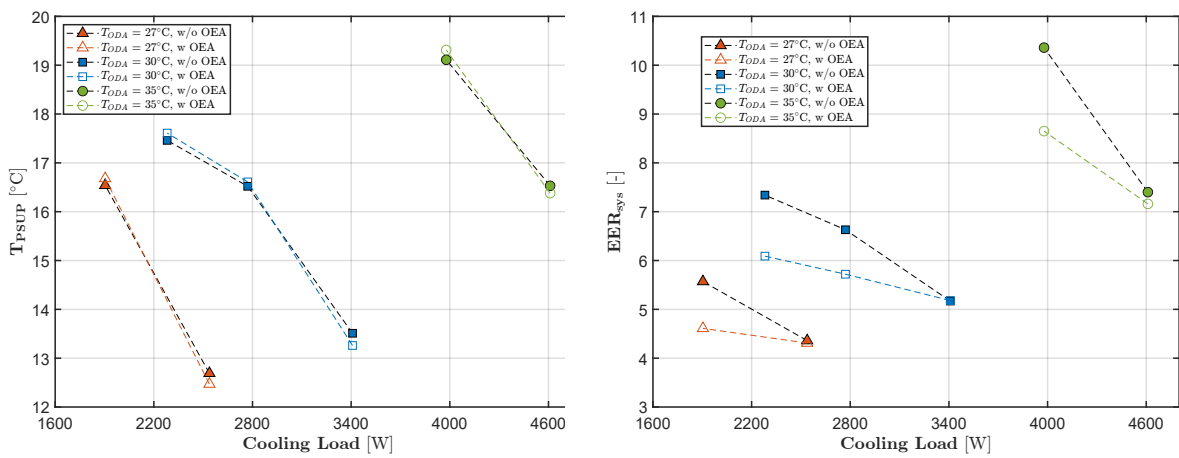 20
19
18
17
16
15
14
13
12
1600
2200
2800
3400
4000
4600
T_PSUP [°C]
Cooling Load [W]
T_ODA = 27°C, w/o OEA
T_ODA = 27°C, w OEA
T_ODA = 30°C, w/o OEA
T_ODA = 30°C, w OEA
T_ODA = 35°C, w/o OEA
T_ODA = 35°C, w OEA
11
10
9
8
7
6
5
4
3
1600
2200
2800
3400
4000
4600
EER_sys [-]
Cooling Load [W]
T_ODA = 27°C, w/o OEA
T_ODA = 27°C, w OEA
T_ODA = 30°C, w/o OEA
T_ODA = 30°C, w OEA
T_ODA = 35°C, w/o OEA
T_ODA = 35°C, w OEA